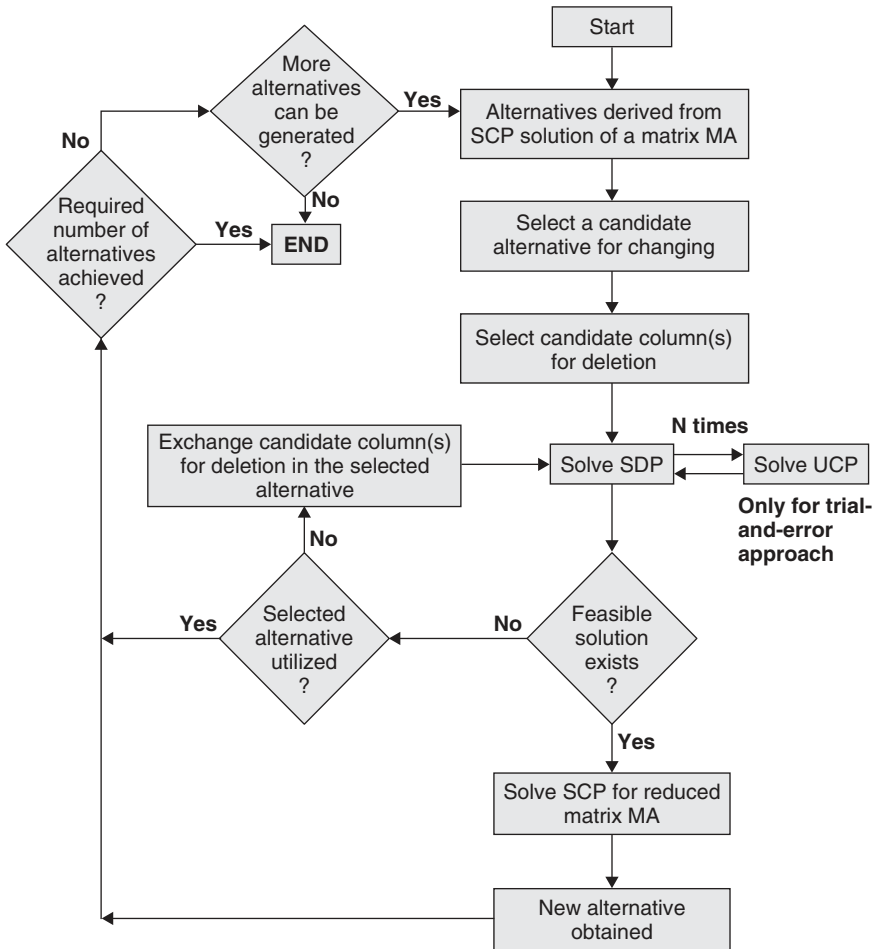 Start
More
alternatives
can be
generated
?
Yes
Alternatives derived from
SCP solution of a matrix MA
No
No
Required
number of
alternatives
achieved
?
Yes
END
Select a candidate
alternative for changing
Select candidate column(s)
for deletion
Exchange candidate column(s)
for deletion in the selected
alternative
Solve SDP
N times
Solve UCP
Only for trial-
and-error
approach
No
Yes
Selected
alternative
utilized
?
No
Feasible
solution
exists
?
Yes
Solve SCP for reduced
matrix MA
New alternative
obtained